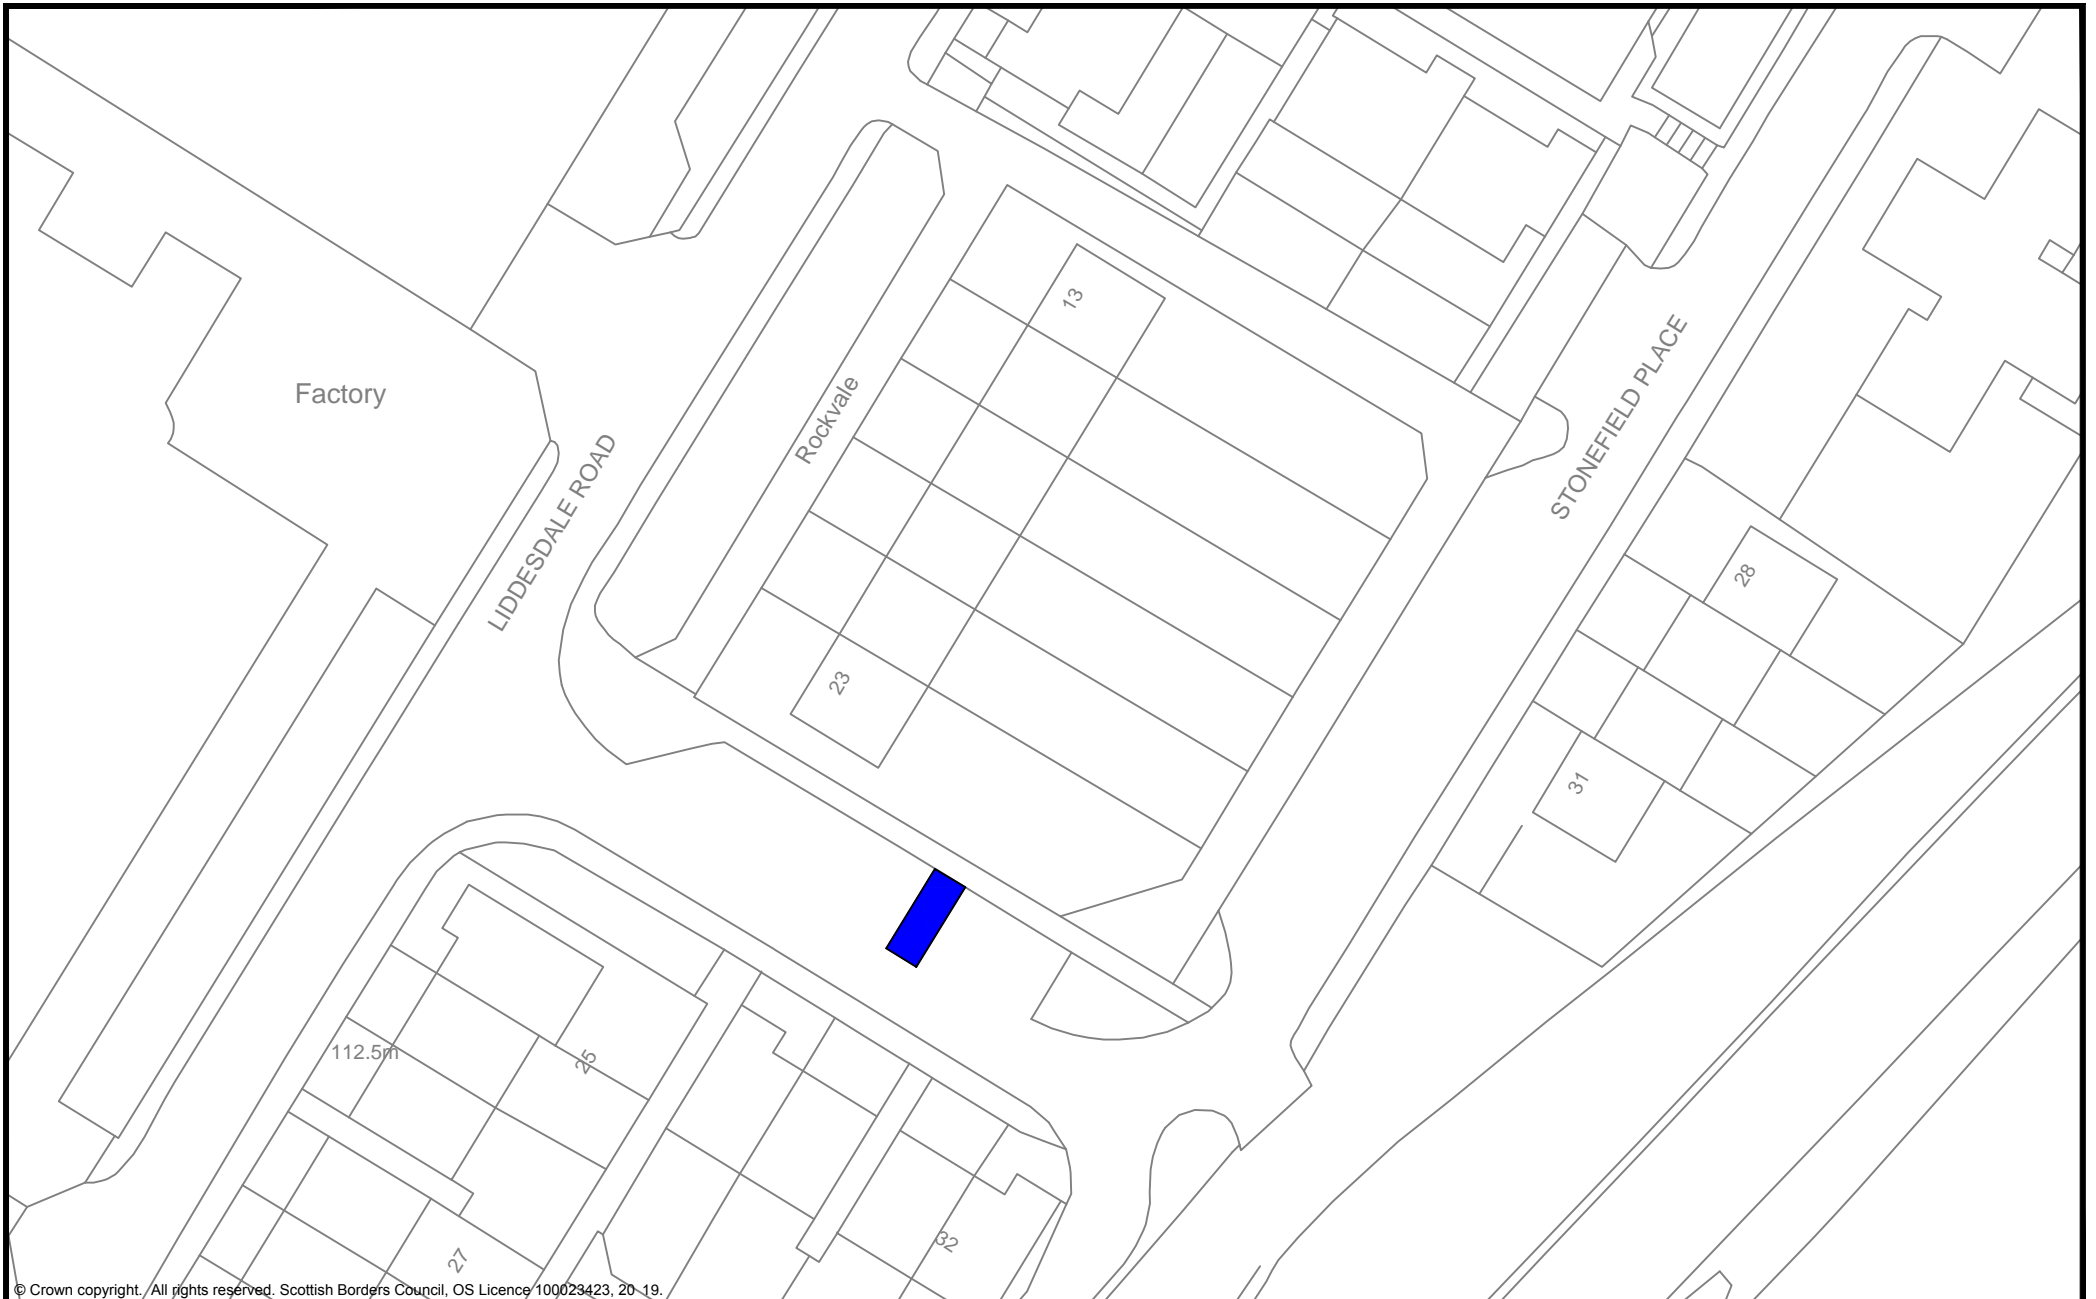 13
Factory
Rockvale
STONEFIELD PLACE
LIDDESDALE ROAD
28
23
31
112.5m
25
32
27
© Crown copyright. All rights reserved. Scottish Borders Council, OS Licence 100023423, 20 19.